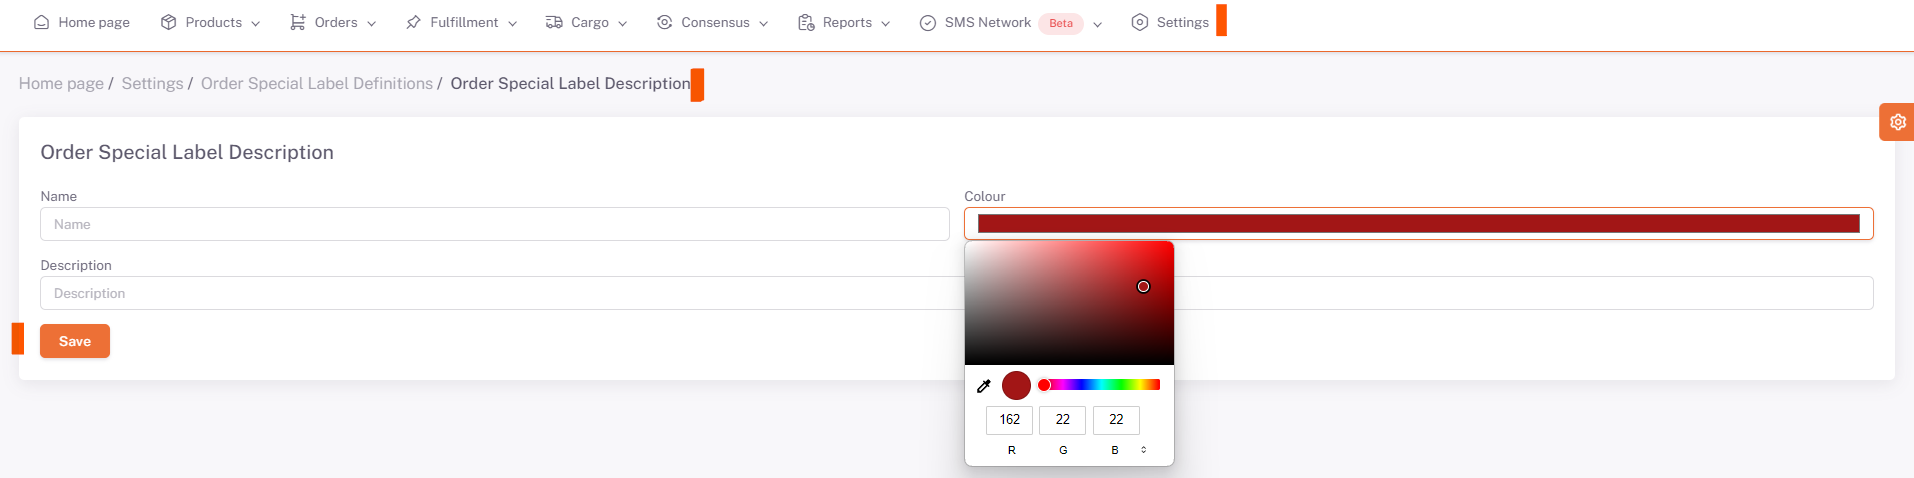 Home page Products Orders Fulfillment Cargo Consensus Reports SMS Network Beta Settings
Home page / Settings / Order Special Label Definitions / Order Special Label Description
Order Special Label Description
Name Colour
Name
Description
Description
Save
162 22 22
R G B